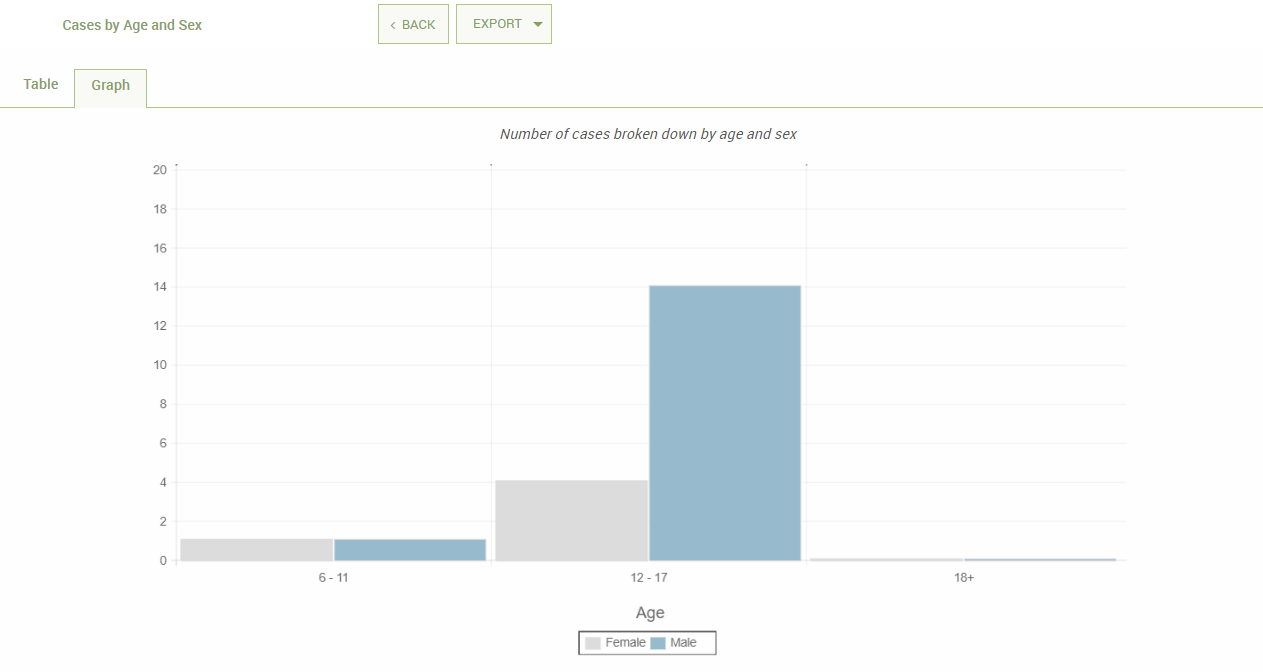 Cases by Age and Sex
< BACK
EXPORT
Table
Graph
Number of cases broken down by age and sex
20
18
16
14
12
10
8
6
4
2
0
6 - 11 12 - 17 18+
Age
Female Male